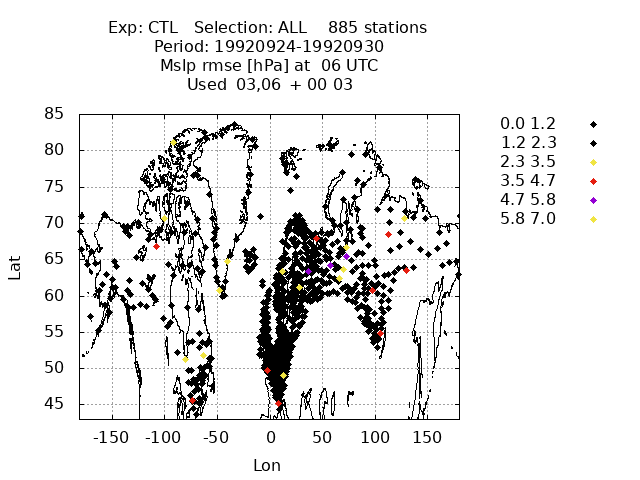 Exp: CTL Selection: ALL 885 stations
Period: 19920924-19920930
Mslp rmse [hPa] at 06 UTC
Used 03,06 + 00 03
85
80
75
70
65
60
55
50
45
Lat
-150 -100 -50 0 50 100 150
Lon
0.0 1.2
1.2 2.3
2.3 3.5
3.5 4.7
4.7 5.8
5.8 7.0